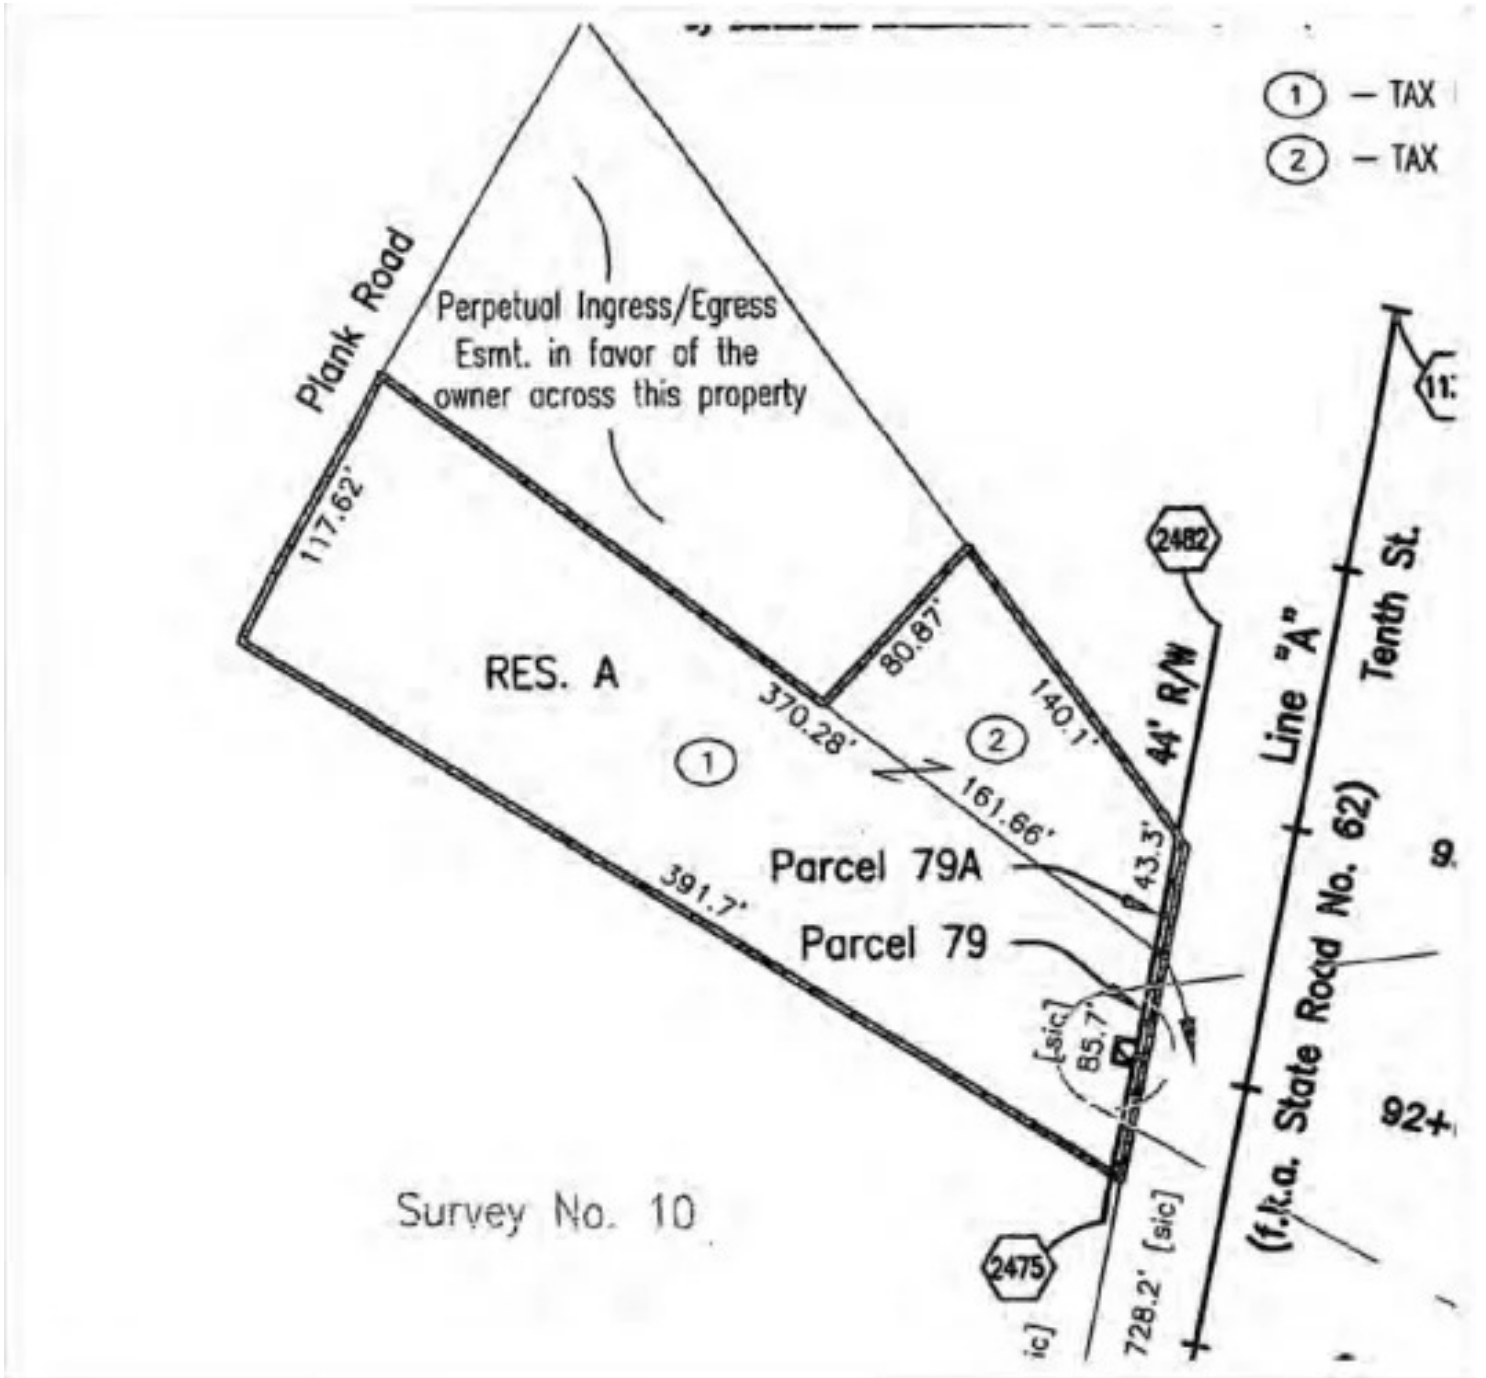 1 – TAX
2 – TAX
Plank Road
Perpetual Ingress/Egress
Esmt. in favor of the
owner across this property
117.62'
RES. A
1
370.28'
80.87'
2
140.1'
161.66'
391.7'
43.3'
Parcel 79A
Parcel 79
[sic]
85.7'
2482
44' R/W
Line "A"
Tenth St.
(f.k.a. State Road No. 62)
11
9
92+
Survey No. 10
2475
728.2' [sic]
ic]